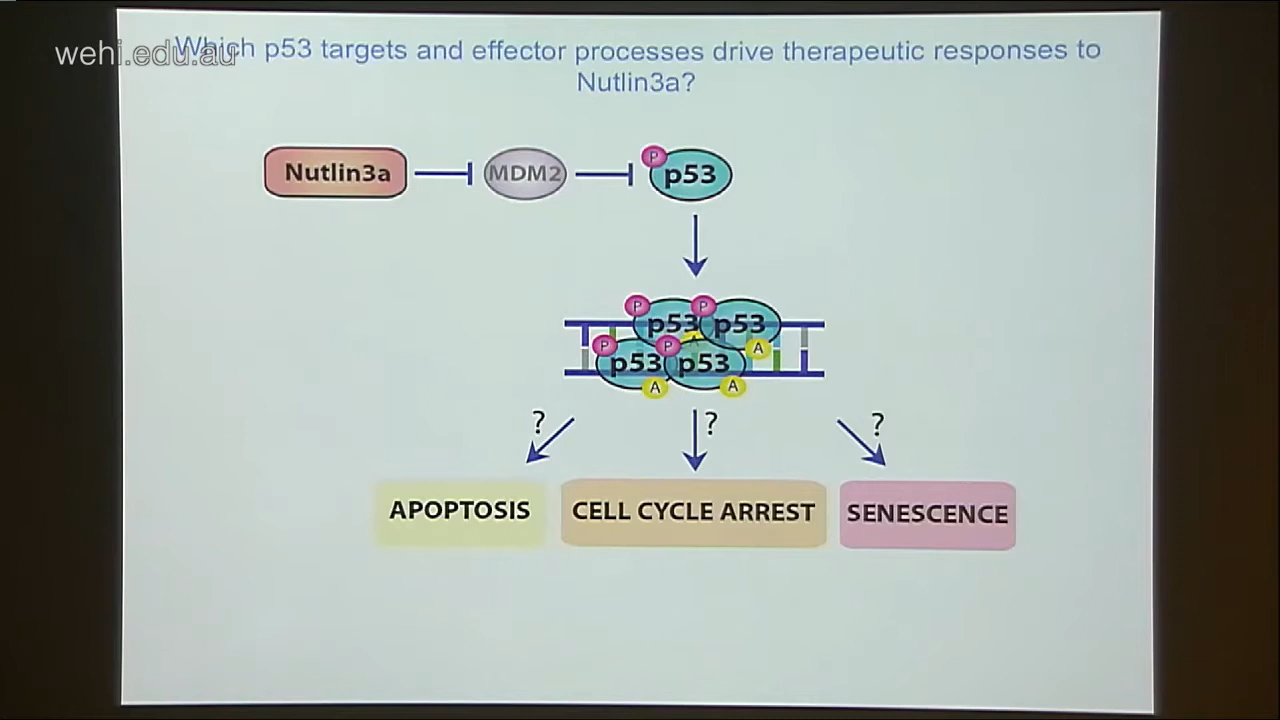 wehi.edu.au
Which p53 targets and effector processes drive therapeutic responses to
Nutlin3a?
Nutlin3a
MDM2
P
p53
P
P
p53
p53
P
P
A
A
p53
p53
A
A
?
?
?
APOPTOSIS
CELL CYCLE ARREST
SENESCENCE